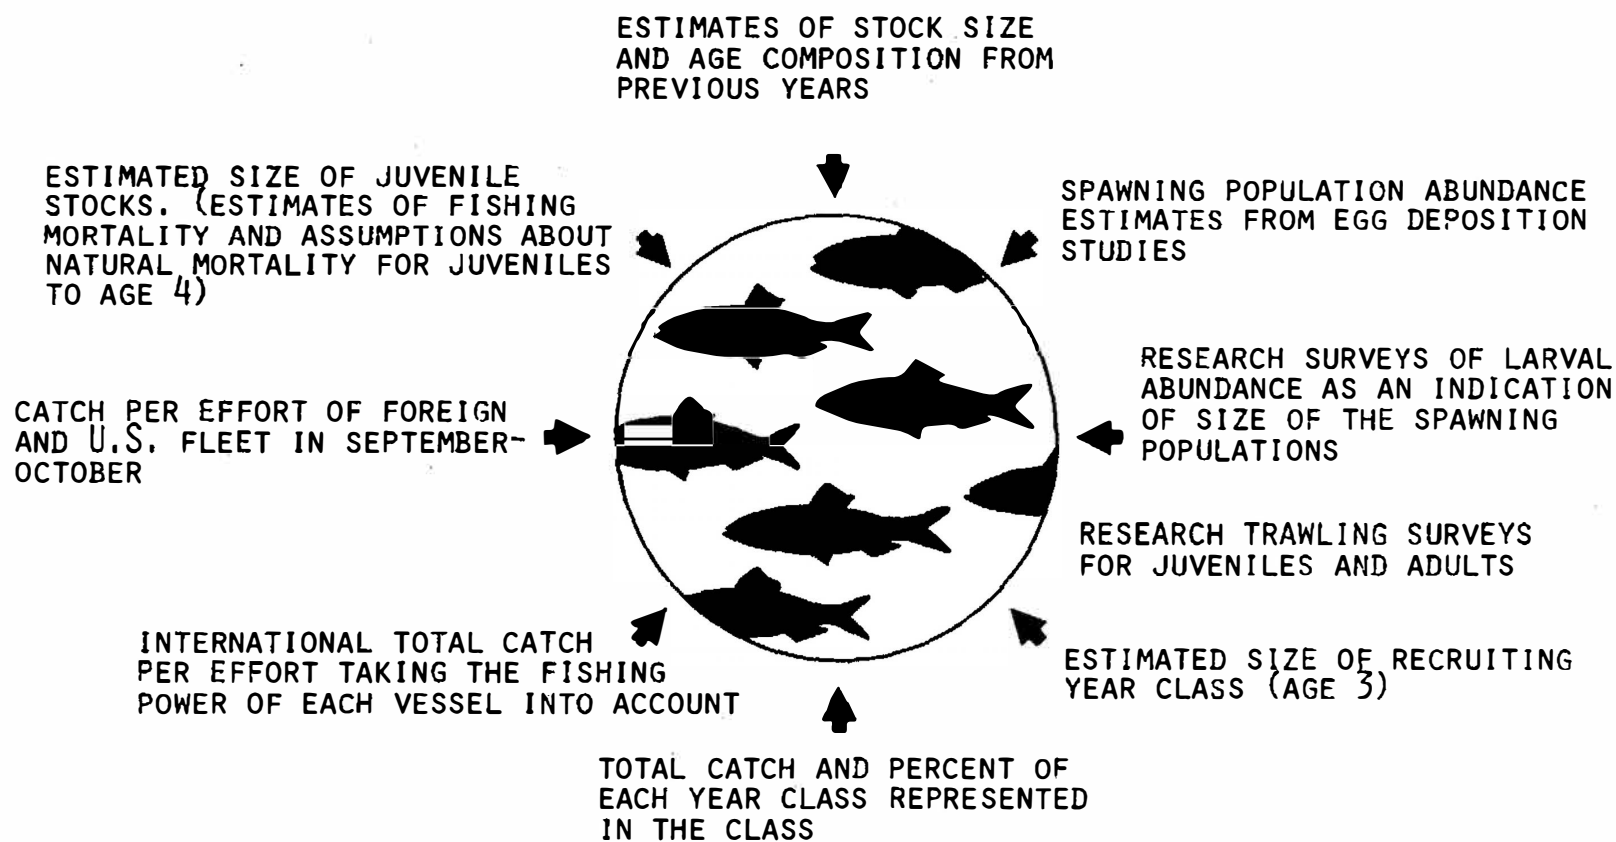 ESTIMATES OF STOCK SIZE
AND AGE COMPOSITION FROM
PREVIOUS YEARS
ESTIMATED SIZE OF JUVENILE
STOCKS. (ESTIMATES OF FISHING
MORTALITY AND ASSUMPTIONS ABOUT
NATURAL MORTALITY FOR JUVENILES
TO AGE 4)
SPAWNING POPULATION ABUNDANCE
ESTIMATES FROM EGG DEPOSITION
STUDIES
RESEARCH SURVEYS OF LARVAL
ABUNDANCE AS AN INDICATION
OF SIZE OF THE SPAWNING
POPULATIONS
CATCH PER EFFORT OF FOREIGN
AND U.S. FLEET IN SEPTEMBER-
OCTOBER
RESEARCH TRAWLING SURVEYS
FOR JUVENILES AND ADULTS
INTERNATIONAL TOTAL CATCH
PER EFFORT TAKING THE FISHING
POWER OF EACH VESSEL INTO ACCOUNT
ESTIMATED SIZE OF RECRUITING
YEAR CLASS (AGE 3)
TOTAL CATCH AND PERCENT OF
EACH YEAR CLASS REPRESENTED
IN THE CLASS